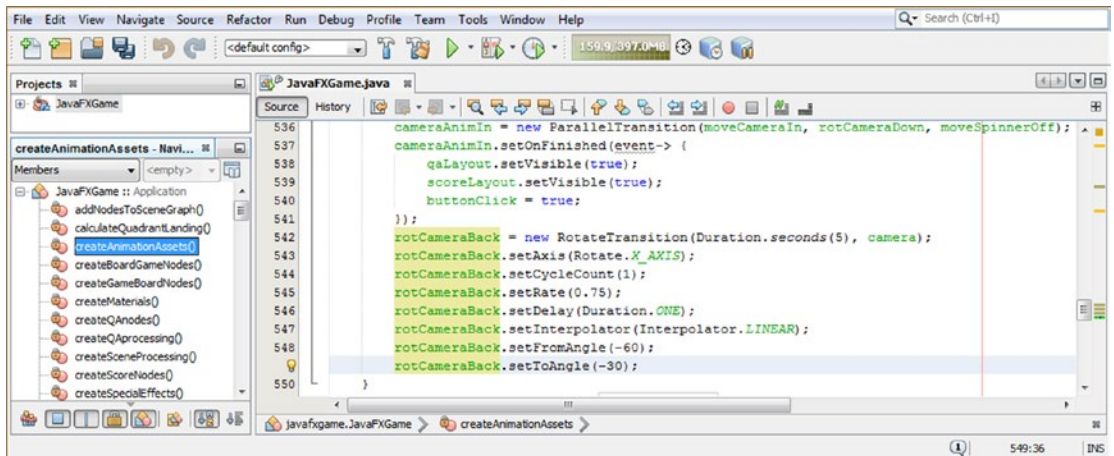 File Edit View Navigate Source Refactor Run Debug Profile Team Tools Window Help
Search (Ctrl+I)
<default config>
159.9/397.0MB
Projects
JavaFXGame
createAnimationAssets - Navi...
Members
<empty>
JavaFXGame :: Application
addNodesToSceneGraph()
calculateQuadrantLanding()
createAnimationAssets()
createBoardGameNodes()
createGameBoardNodes()
createMaterials()
createQAnodes()
createQAprocessing()
createSceneProcessing()
createScoreNodes()
createSpecialEffects()
JavaFXGame.java
Source History
536 cameraAnimIn = new ParallelTransition(moveCameraIn, rotCameraDown, moveSpinnerOff);
537 cameraAnimIn.setOnFinished(event-> {
538 qaLayout.setVisible(true);
539 scoreLayout.setVisible(true);
540 buttonClick = true;
541 });
542 rotCameraBack = new RotateTransition(Duration.seconds(5), camera);
543 rotCameraBack.setAxis(Rotate.X_AXIS);
544 rotCameraBack.setCycleCount(1);
545 rotCameraBack.setRate(0.75);
546 rotCameraBack.setDelay(Duration.ONE);
547 rotCameraBack.setInterpolator(Interpolator.LINEAR);
548 rotCameraBack.setFromAngle(-60);
rotCameraBack.setToAngle(-30);
550 }
javafxgame.JavaFXGame
createAnimationAssets
549:36
INS